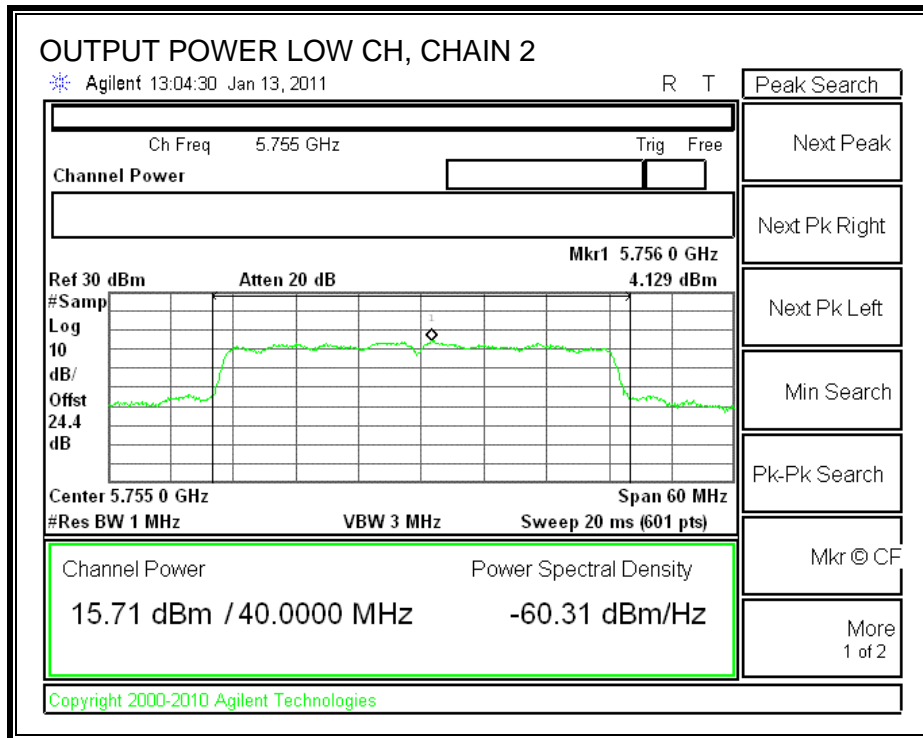 OUTPUT POWER LOW CH, CHAIN 2
Agilent 13:04:30 Jan 13, 2011 R T
Peak Search
Ch Freq 5.755 GHz Trig Free
Channel Power
Mkr1 5.756 0 GHz
Ref 30 dBm Atten 20 dB 4.129 dBm
#Samp
Log
10
dB/
Offst
24.4
dB
1
Center 5.755 0 GHz Span 60 MHz
#Res BW 1 MHz VBW 3 MHz Sweep 20 ms (601 pts)
Channel Power Power Spectral Density
15.71 dBm / 40.0000 MHz -60.31 dBm/Hz
Copyright 2000-2010 Agilent Technologies
Next Peak
Next Pk Right
Next Pk Left
Min Search
Pk-Pk Search
Mkr © CF
More
1 of 2